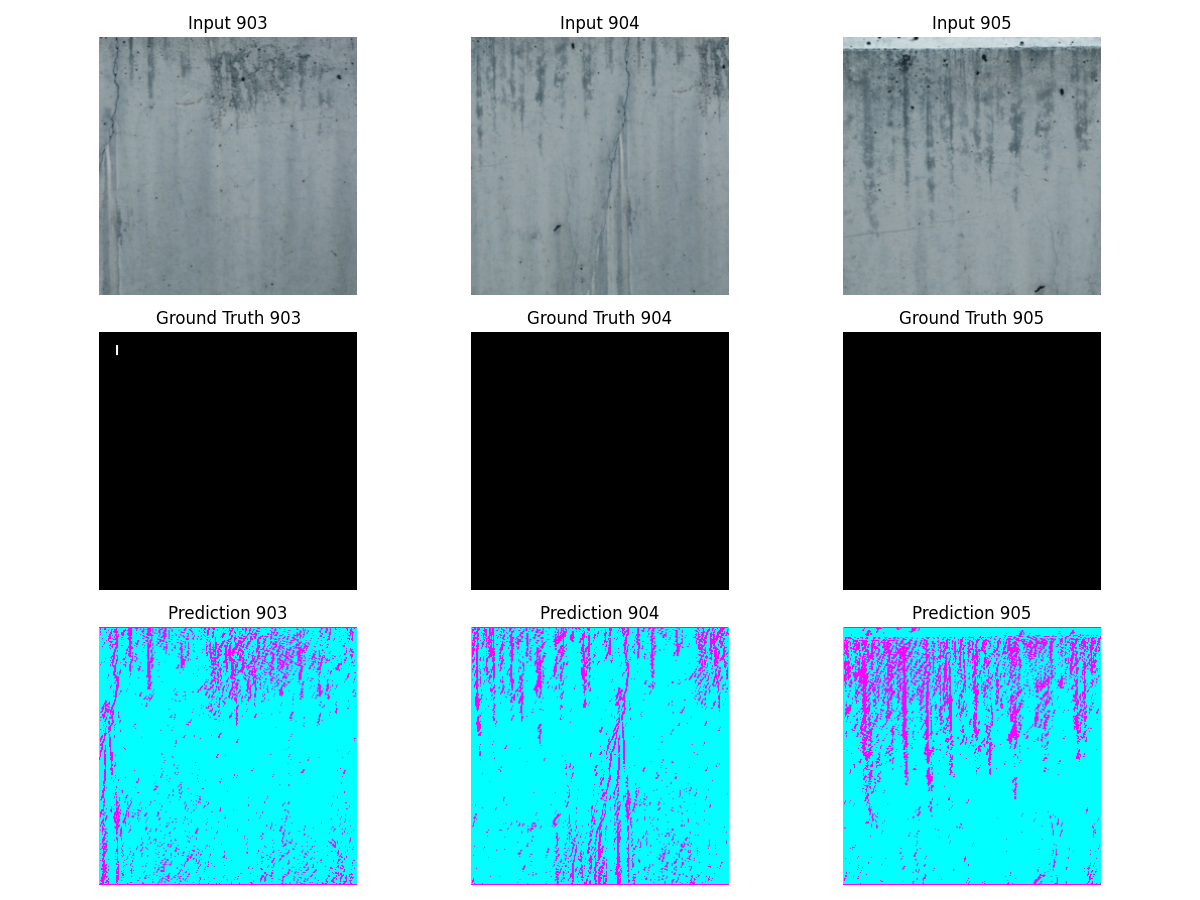 Input 903
Input 904
Input 905
Ground Truth 903
Ground Truth 904
Ground Truth 905
Prediction 903
Prediction 904
Prediction 905